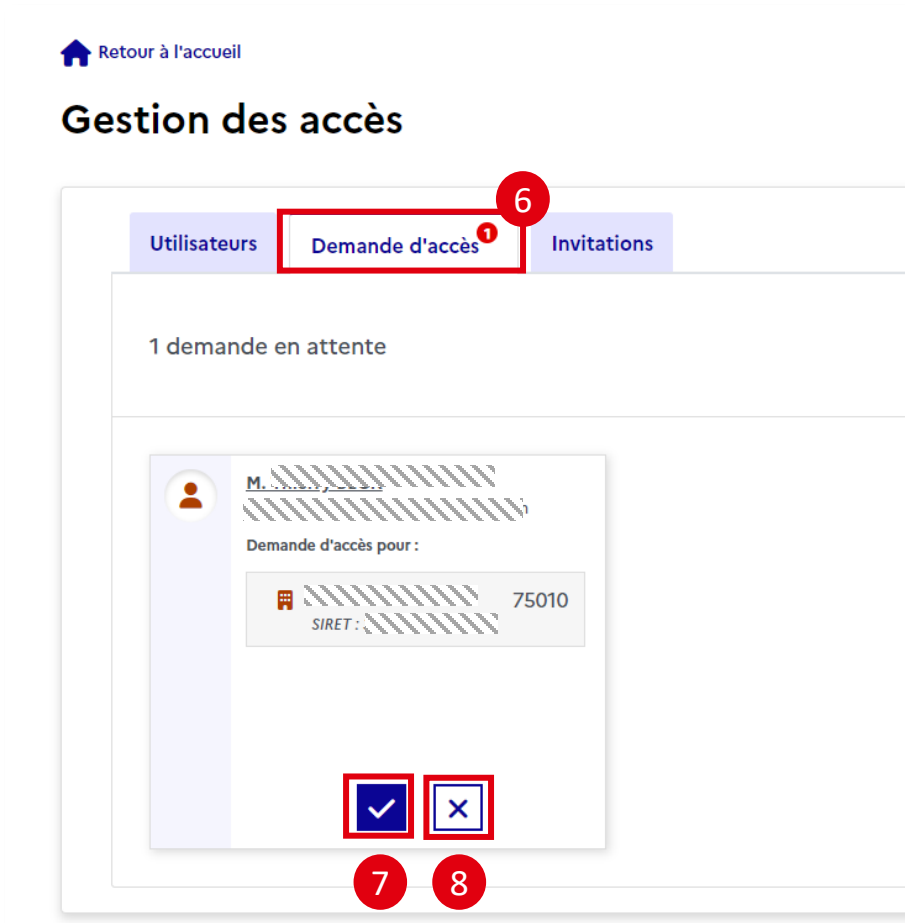 Retour à l'accueil
Gestion des accès
6
Utilisateurs
Demande d'accès
1
Invitations
1 demande en attente
M.
Demande d'accès pour :
75010
SIRET :
7
8